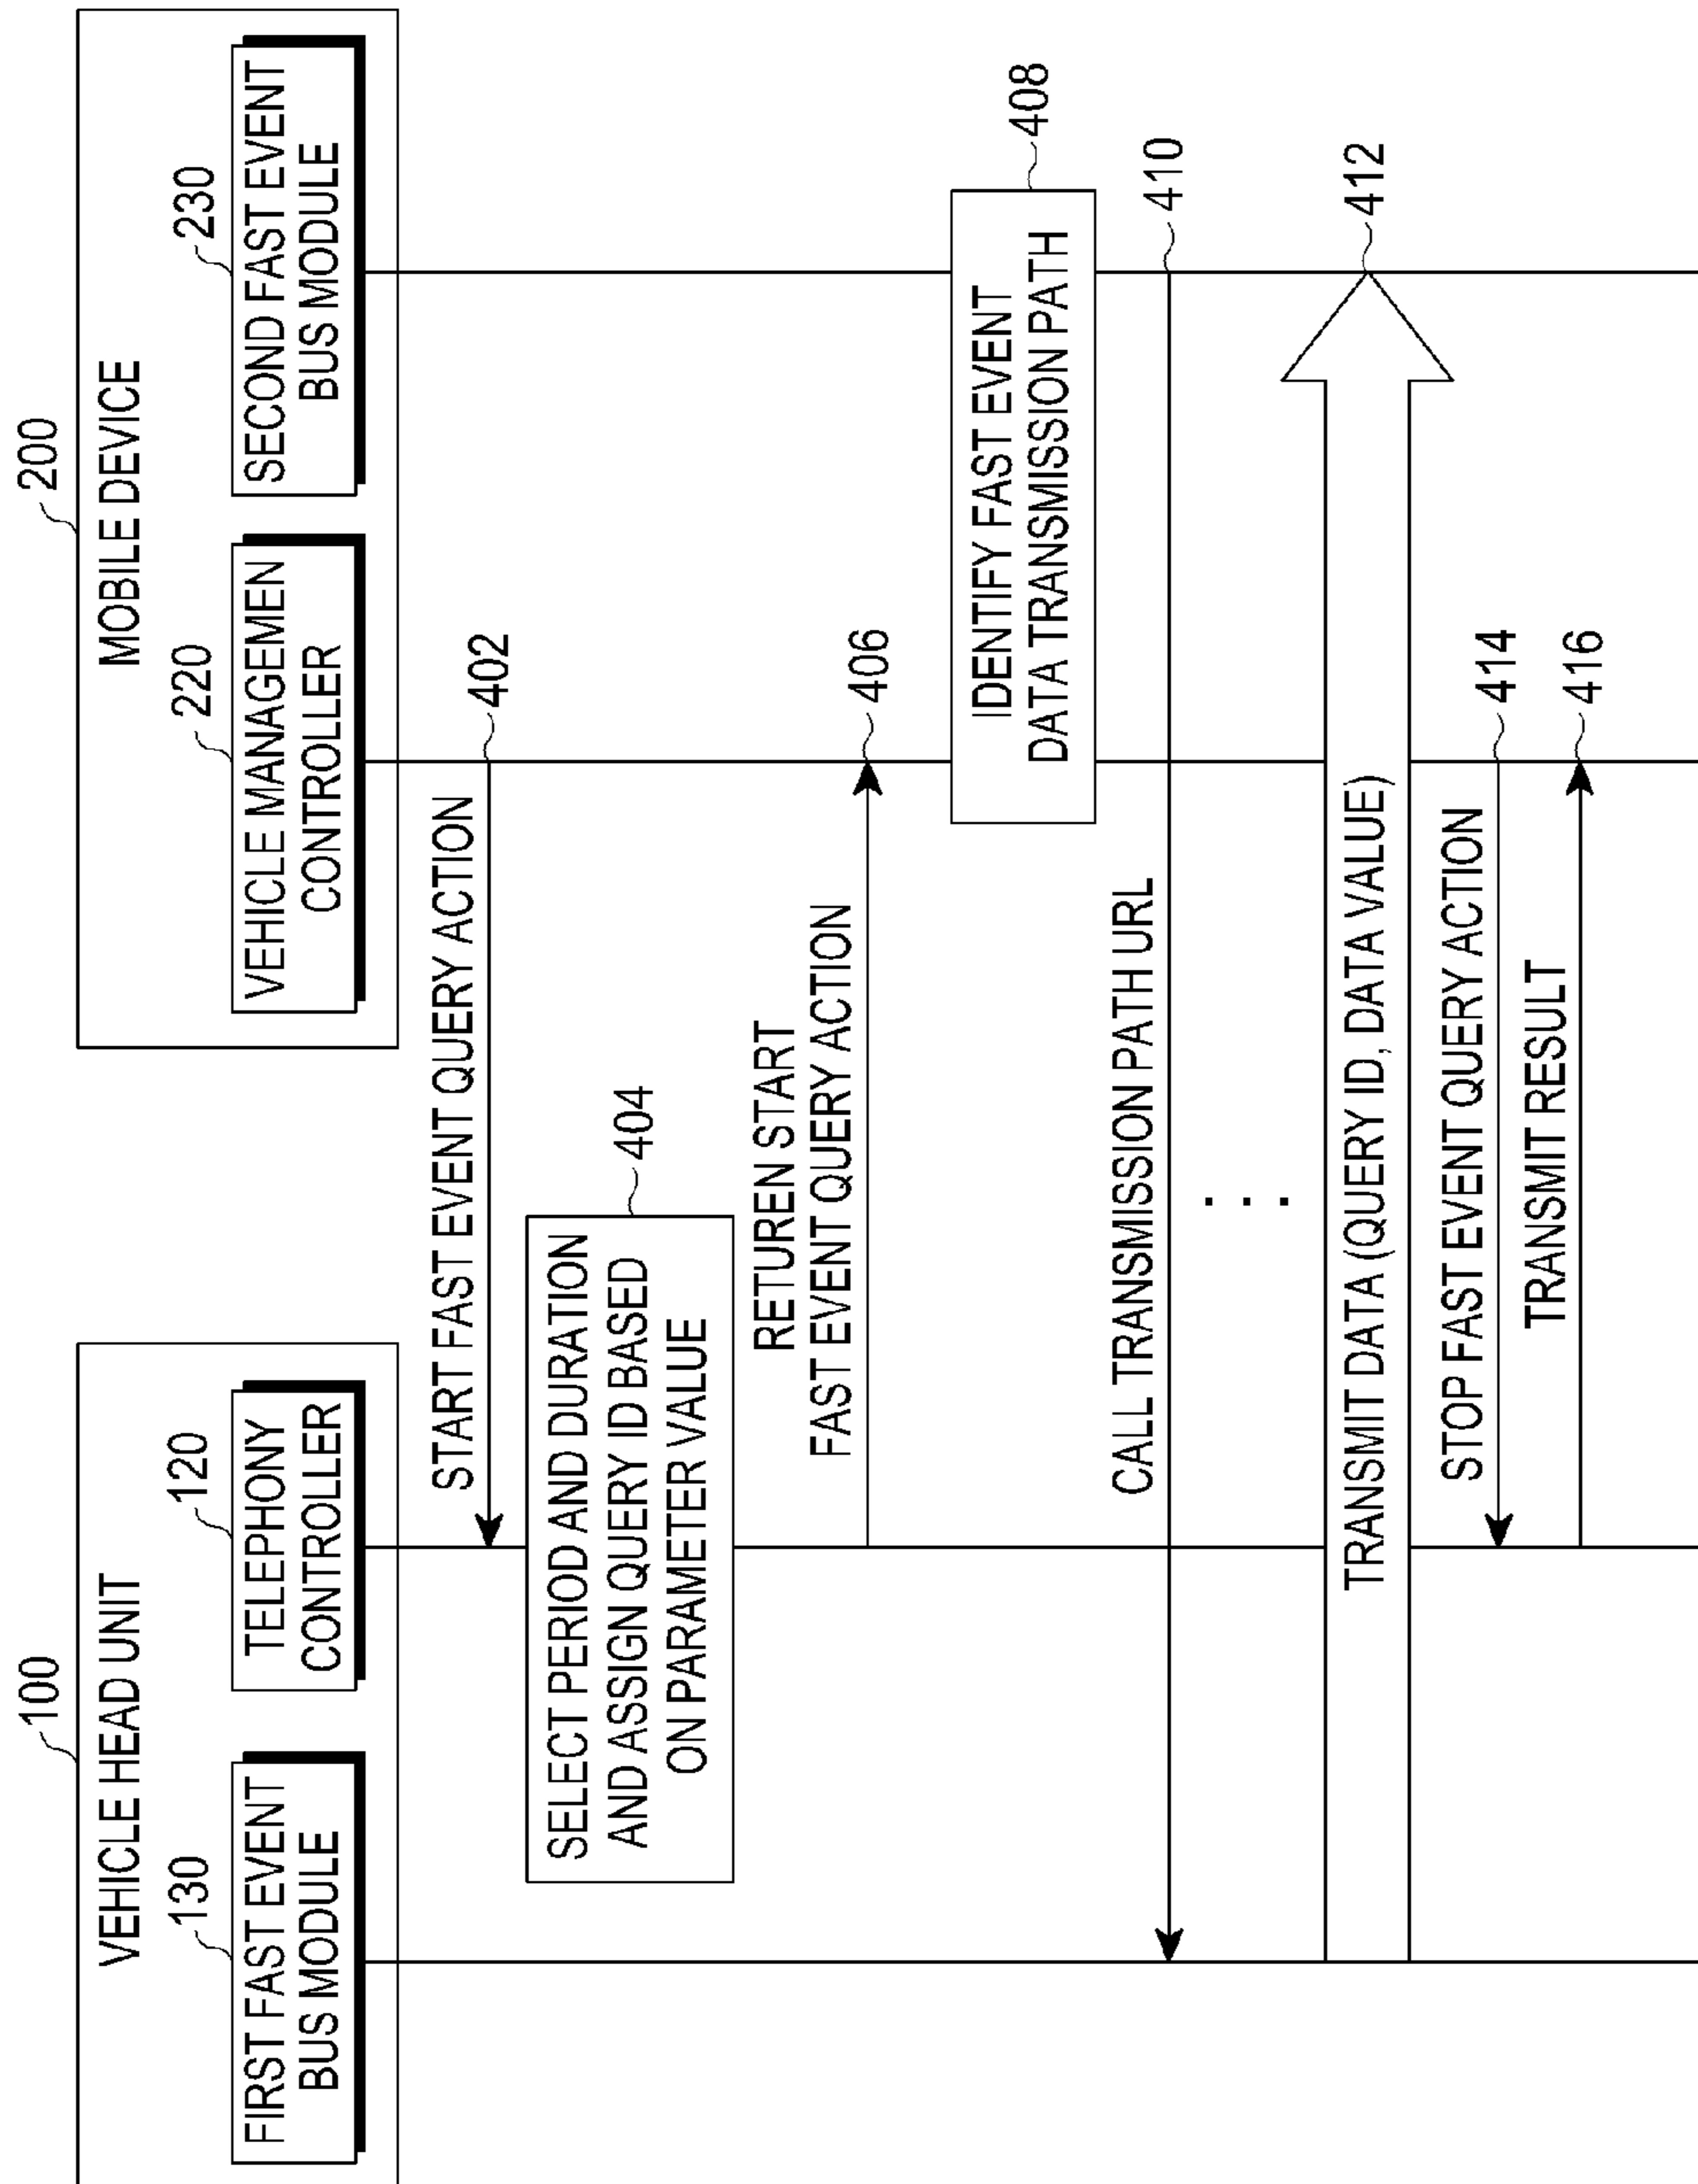 100
VEHICLE HEAD UNIT
130
FIRST FAST EVENT
BUS MODULE
120
TELEPHONY
CONTROLLER
200
MOBILE DEVICE
220
VEHICLE MANAGEMEN
CONTROLLER
230
SECOND FAST EVENT
BUS MODULE
START FAST EVENT QUERY ACTION
402
SELECT PERIOD AND DURATION
AND ASSIGN QUERY ID BASED
ON PARAMETER VALUE
404
RETUREN START
FAST EVENT QUERY ACTION
406
IDENTIFY FAST EVENT
DATA TRANSMISSION PATH
408
CALL TRANSMISSION PATH URL
410
. . .
TRANSMIT DATA (QUERY ID, DATA VALUE)
412
STOP FAST EVENT QUERY ACTION
414
TRANSMIT RESULT
416